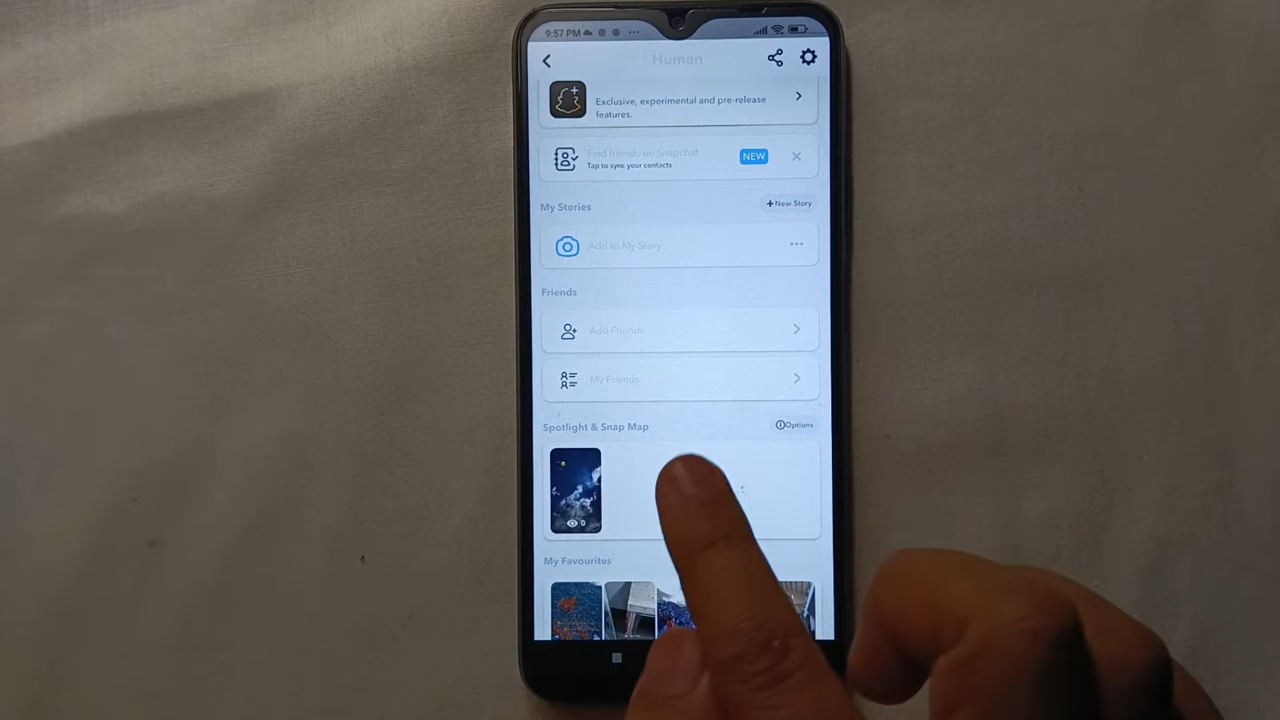 9:57 PM
Human
Exclusive, experimental and pre-release
features.
Find friends on Snapchat
Tap to sync your contacts
NEW
My Stories
+New Story
Add to My Story
Friends
Add Friends
My Friends
Spotlight & Snap Map
Options
0
My Favourites